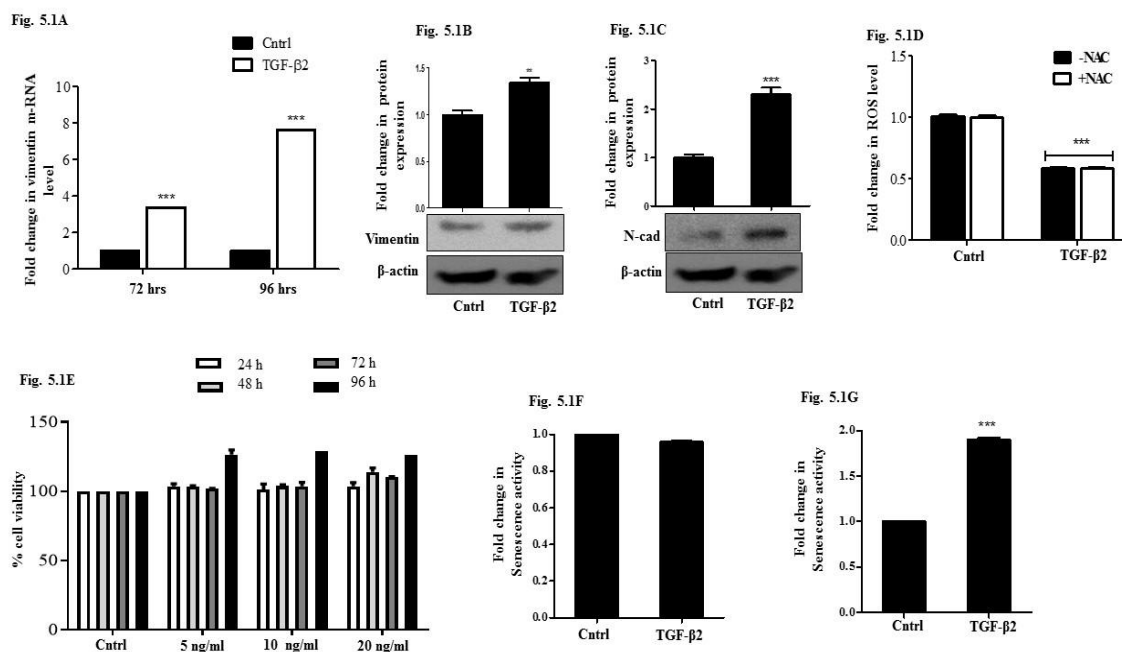 Fig. 5.1A
Cntrl
TGF-β2
Fold change in vimentin m-RNA
level
10
8
6
4
2
0
***
***
72 hrs
96 hrs
Fig. 5.1B
Fold change in protein
expression
1.5
1.0
0.5
0.0
Vimentin
β-actin
Cntrl
TGF-β2
Fig. 5.1C
Fold change in protein
expression
3
2
1
0
***
N-cad
β-actin
Cntrl
TGF-β2
Fig. 5.1D
-NAC
+NAC
Fold change in ROS level
1.5
1.0
0.5
0.0
***
Cntrl
TGF-β2
Fig. 5.1E
24 h
72 h
48 h
96 h
% cell viability
150
100
50
0
Cntrl
5 ng/ml
10 ng/ml
20 ng/ml
Fig. 5.1F
Fold change in
Senescence activity
1.0
0.8
0.6
0.4
0.2
0.0
Cntrl
TGF-β2
Fig. 5.1G
Fold change in
Senescence activity
2.0
1.5
1.0
0.5
0.0
***
Cntrl
TGF-β2